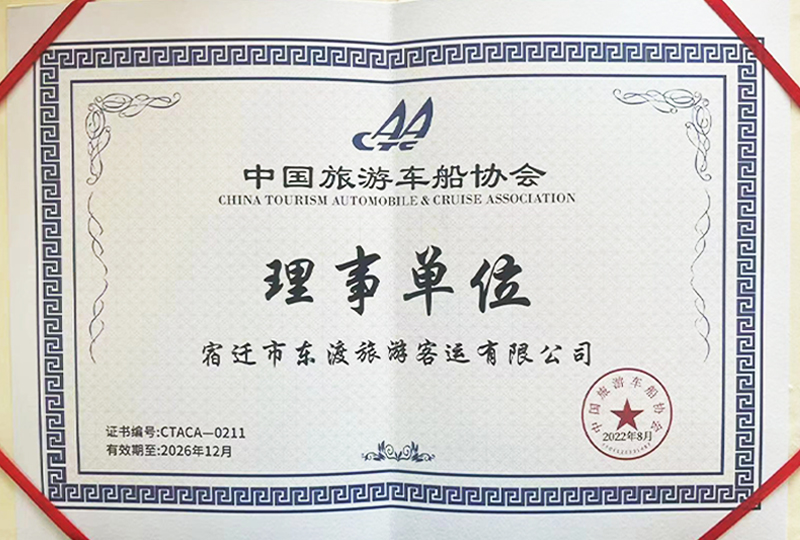 CTC
中国旅游车船协会
CHINA TOURISM AUTOMOBILE & CRUISE ASSOCIATION
理事单位
宿迁市东渡旅游客运有限公司
证书编号:CTACA—0211
有效期至:2026年12月
中国旅游车船协会
2022年8月